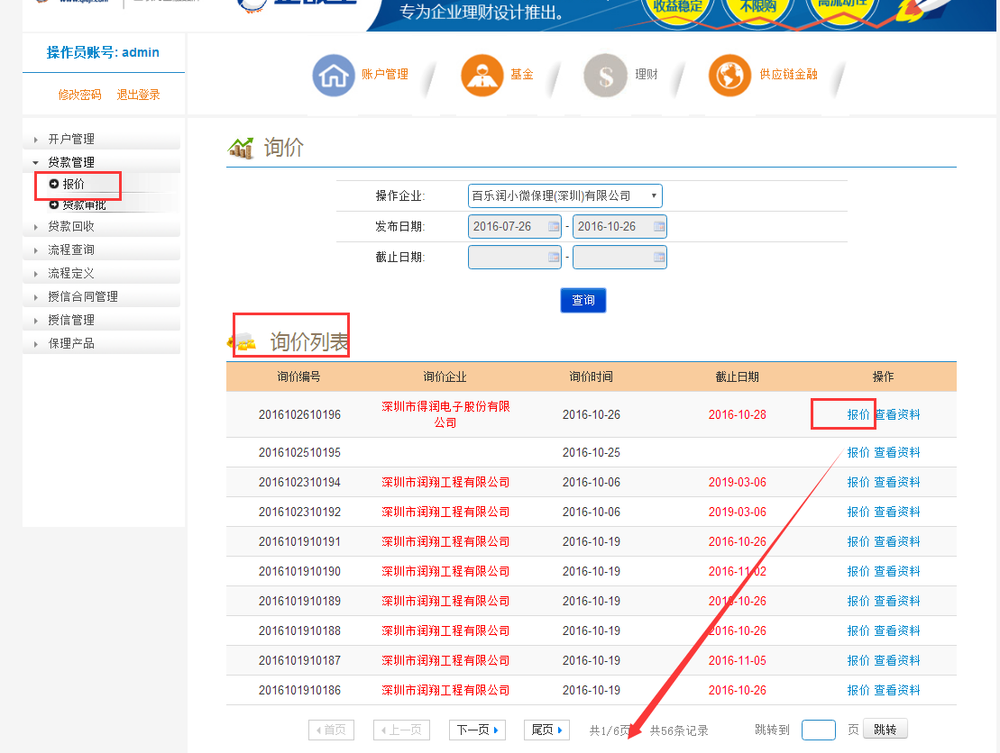 专为企业理财设计推出。
收益稳定
不限购
高流动性
操作员账号: admin
修改密码 退出登录
账户管理
基金
理财
供应链金融
开户管理
贷款管理
报价
贷款审批
贷款回收
流程查询
流程定义
授信合同管理
授信管理
保理产品
询价
操作企业: 百乐润小微保理(深圳)有限公司
发布日期: 2016-07-26 - 2016-10-26
截止日期: -
查询
询价列表
询价编号 询价企业 询价时间 截止日期 操作
2016102610196 深圳市得润电子股份有限公司 2016-10-26 2016-10-28 报价 查看资料
2016102510195 2016-10-25 报价 查看资料
2016102310194 深圳市润翔工程有限公司 2016-10-06 2019-03-06 报价 查看资料
2016102310192 深圳市润翔工程有限公司 2016-10-06 2019-03-06 报价 查看资料
2016101910191 深圳市润翔工程有限公司 2016-10-19 2016-10-26 报价 查看资料
2016101910190 深圳市润翔工程有限公司 2016-10-19 2016-11-02 报价 查看资料
2016101910189 深圳市润翔工程有限公司 2016-10-19 2016-10-26 报价 查看资料
2016101910188 深圳市润翔工程有限公司 2016-10-19 2016-10-26 报价 查看资料
2016101910187 深圳市润翔工程有限公司 2016-10-19 2016-11-05 报价 查看资料
2016101910186 深圳市润翔工程有限公司 2016-10-19 2016-10-26 报价 查看资料
首页 上一页 下一页 尾页 共1/6页 共56条记录 跳转到 页 跳转